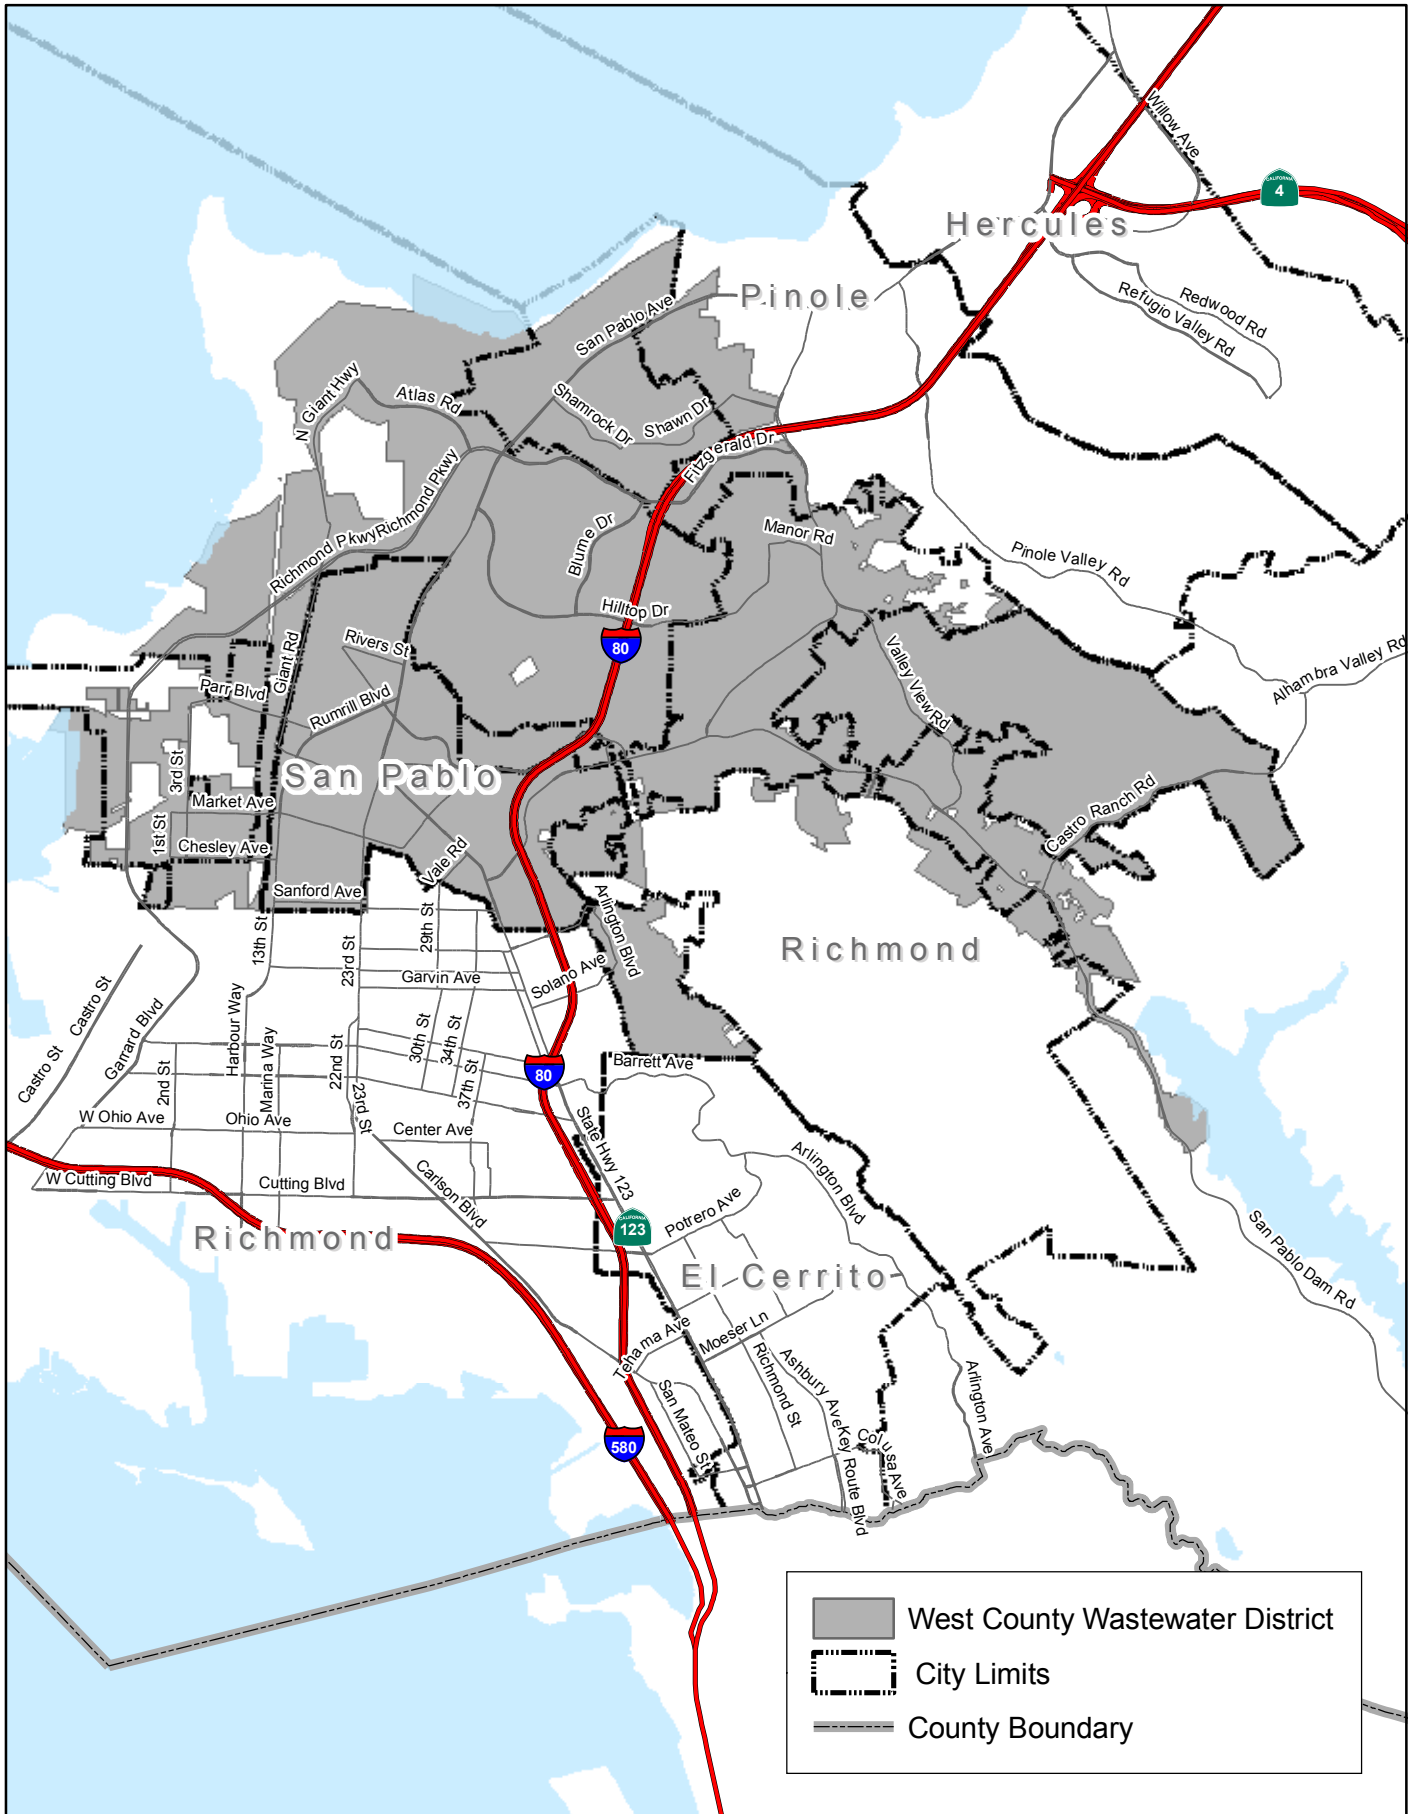 Willow Ave
CALIFORNIA
4
Hercules
Pinole
San Pablo Ave
Redwood Rd
Refugio Valley Rd
N Giant Hwy
Atlas Rd
Shamrock Dr
Shawn Dr
Fitzgerald Dr
Richmond Pkwy
Richmond Pkwy
Blume Dr
Manor Rd
Pinole Valley Rd
Hilltop Dr
80
Rivers St
Giant Rd
Valley View Rd
Alhambra Valley Rd
Parr Blvd
Rumrill Blvd
3rd St
San Pablo
Market Ave
Castro Ranch Rd
1st St
Chesley Ave
Vale Rd
Sanford Ave
Arlington Blvd
13th St
29th St
23rd St
Richmond
Garvin Ave
Solano Ave
Castro St
Castro St
Garrard Blvd
Harbour Way
Marina Way
22nd St
30th St
34th St
37th St
2nd St
80
Barrett Ave
23rd St
W Ohio Ave
Ohio Ave
Center Ave
State Hwy 123
Arlington Blvd
W Cutting Blvd
Cutting Blvd
Carlson Blvd
Potrero Ave
CALIFORNIA
123
Richmond
San Pablo Dam Rd
El Cerrito
Tehama Ave
Moeser Ln
Richmond St
Ashbury Ave
Arlington Ave
San Mateo St
580
Key Route Blvd
Colusa Ave
West County Wastewater District
City Limits
County Boundary